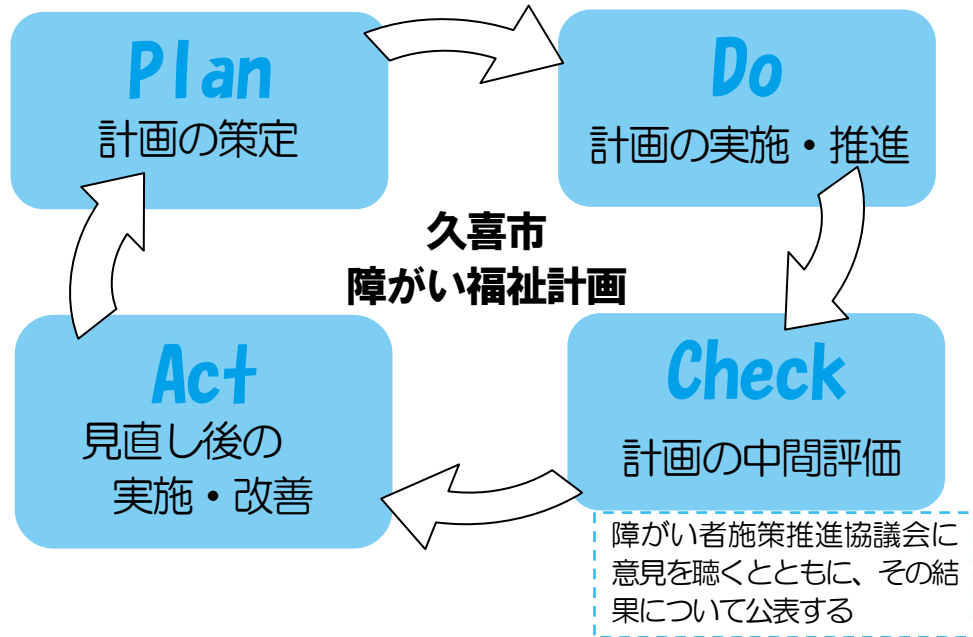 Plan
計画の策定
Do
計画の実施・推進
久喜市
障がい福祉計画
Act
見直し後の
実施・改善
Check
計画の中間評価
障がい者施策推進協議会に
意見を聴くとともに、その結
果について公表する